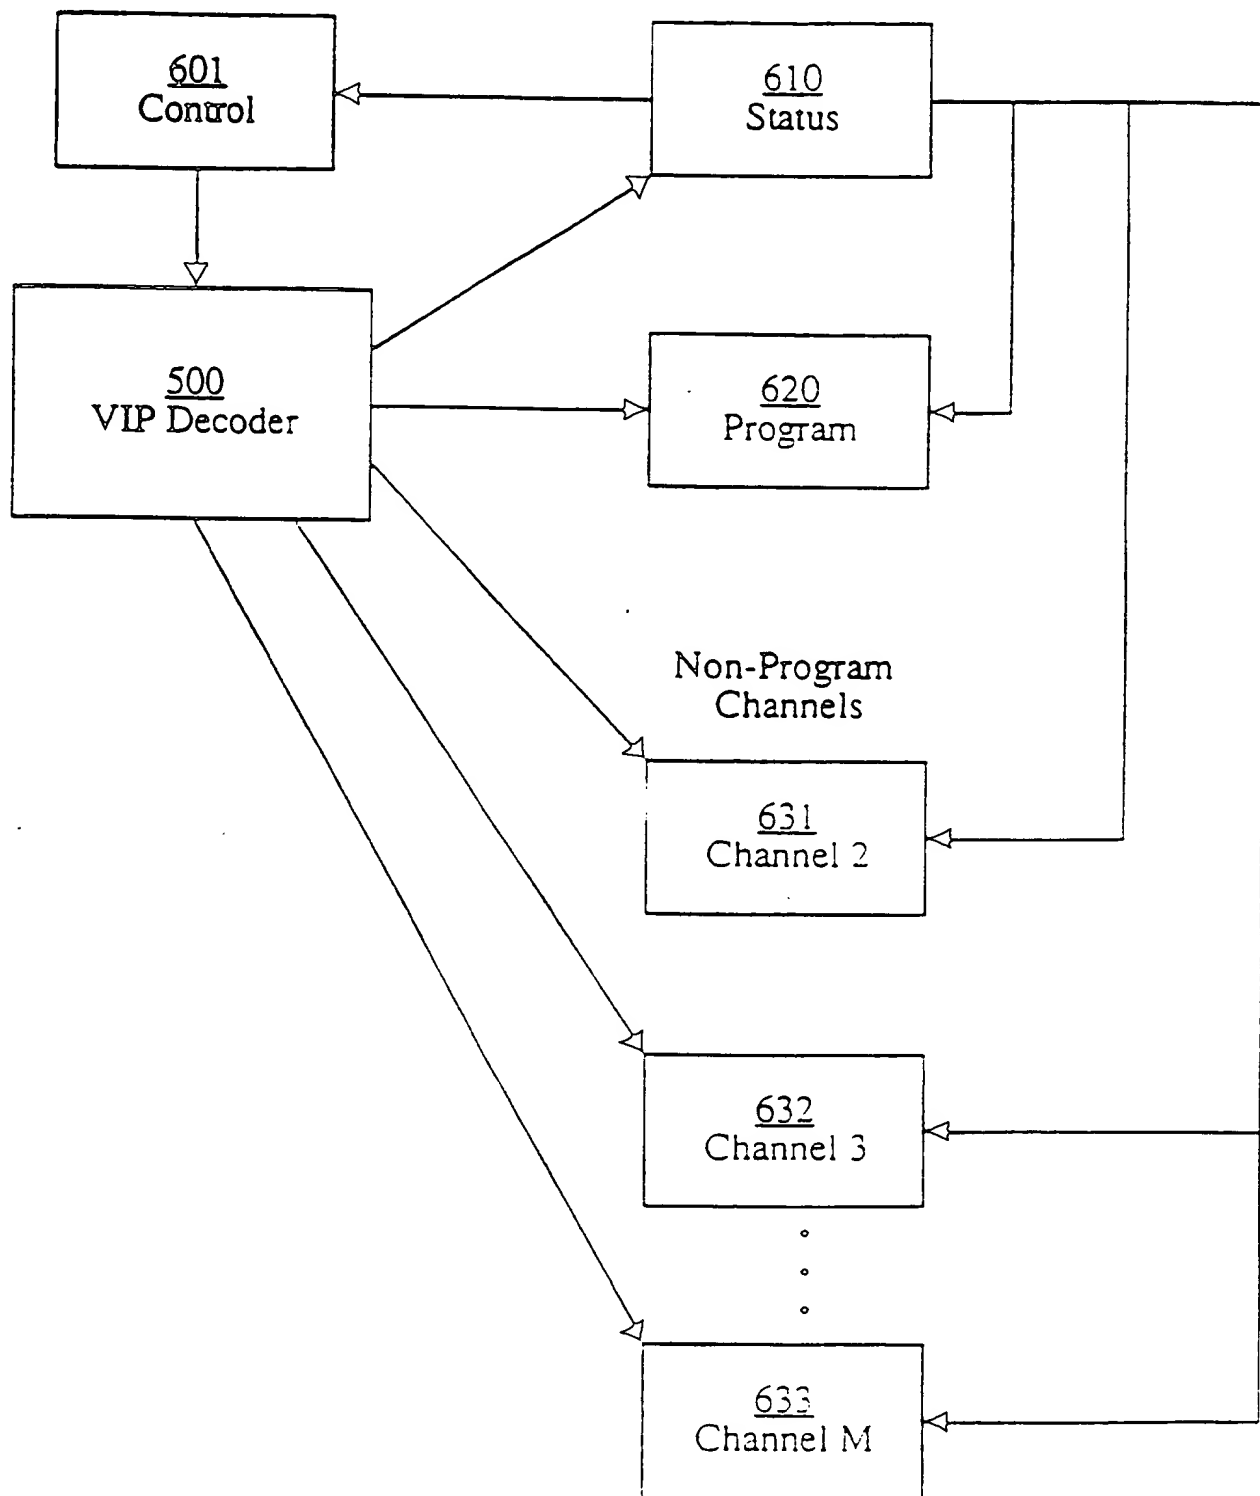 601
Control
610
Status
500
VIP Decoder
620
Program
Non-Program
Channels
631
Channel 2
632
Channel 3
633
Channel M